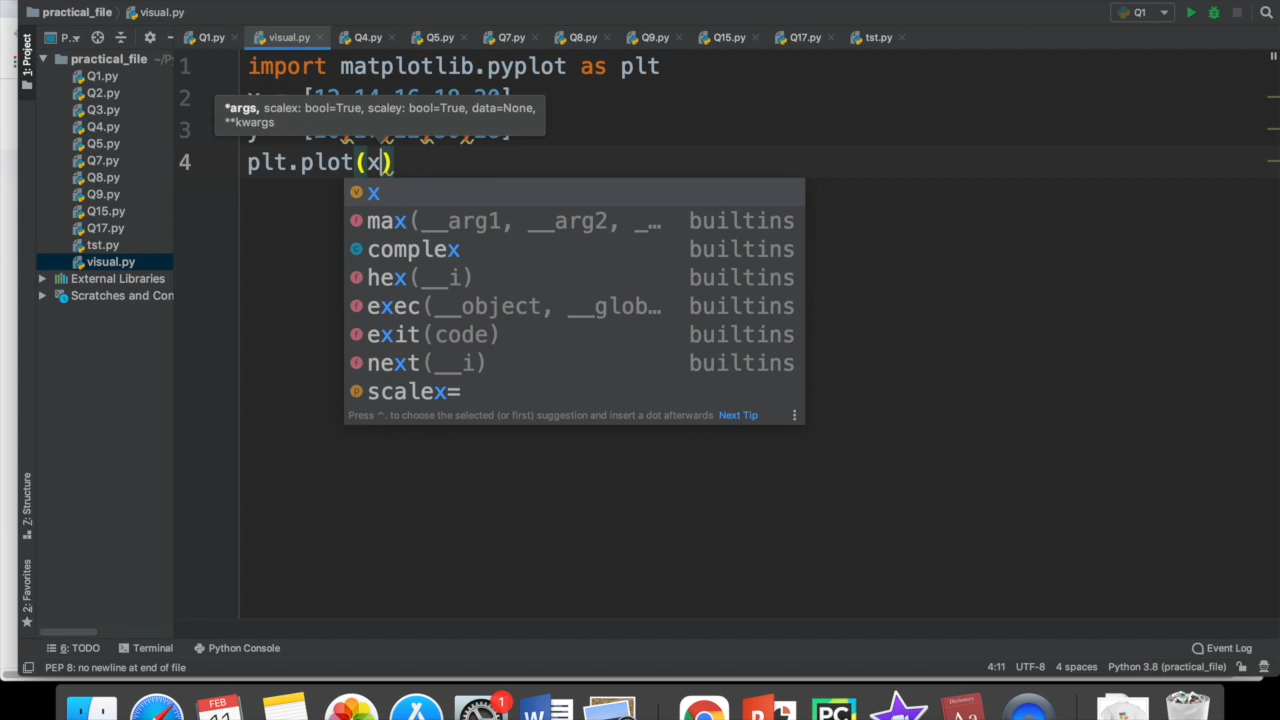 practical_file visual.py Q1
P.. Q1.py visual.py Q4.py Q5.py Q7.py Q8.py Q9.py Q15.py Q17.py tst.py
1: Project
practical_file ~/P
Q1.py
Q2.py
Q3.py
Q4.py
Q5.py
Q7.py
Q8.py
Q9.py
Q15.py
Q17.py
tst.py
visual.py
External Libraries
Scratches and Con
Z: Structure
2: Favorites
1 import matplotlib.pyplot as plt
2
3
4 plt.plot(x)
*args, scalex: bool=True, scaley: bool=True, data=None,
**kwargs
x
max(__arg1, __arg2, _… builtins
complex builtins
hex(__i) builtins
exec(__object, __glob… builtins
exit(code) builtins
next(__i) builtins
scalex=
Press ^. to choose the selected (or first) suggestion and insert a dot afterwards Next Tip
6: TODO Terminal Python Console Event Log
PEP 8: no newline at end of file 4:11 UTF-8 4 spaces Python 3.8 (practical_file)
FEB 1 W P PC Aa